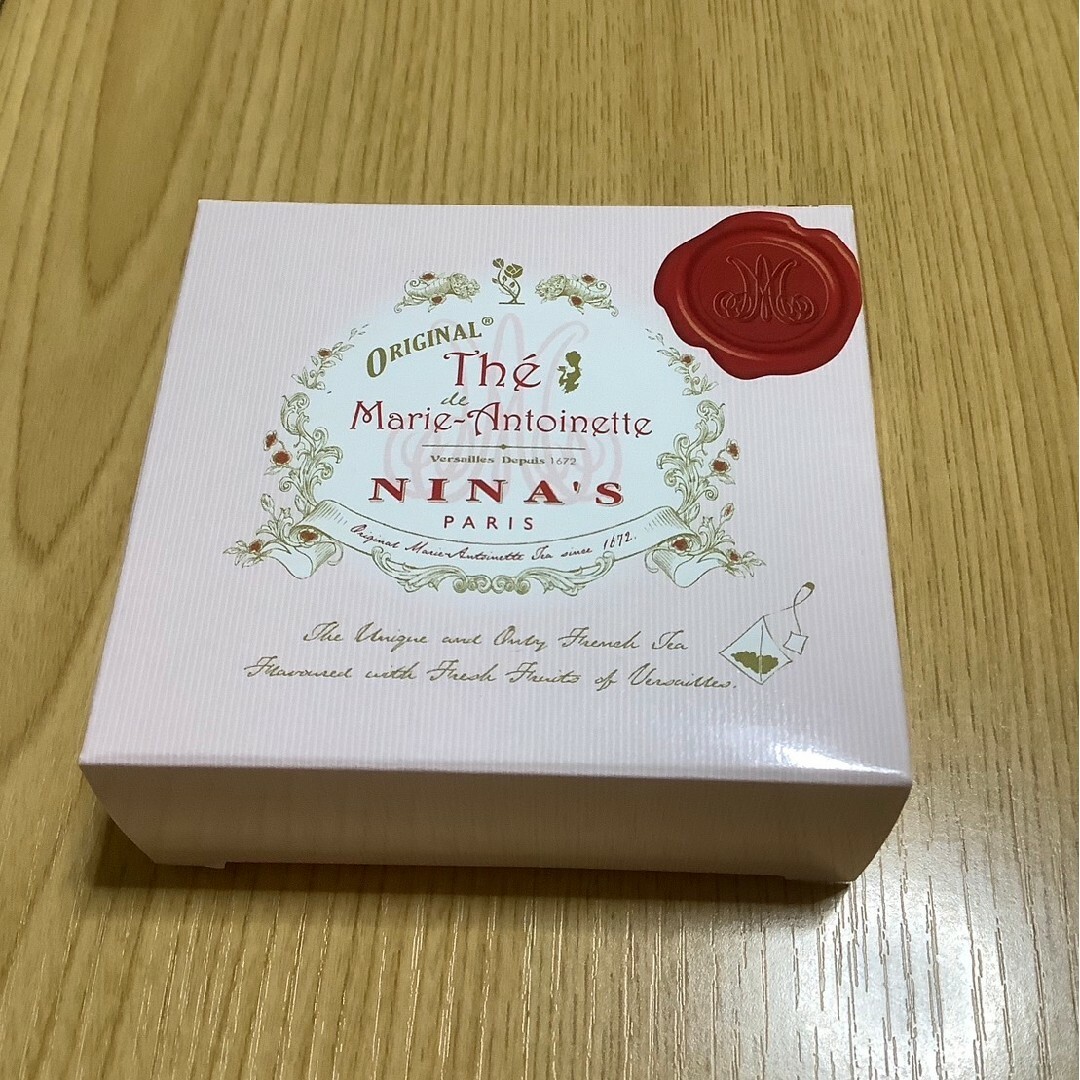 ORIGINAL®
Thé
de
Marie-Antoinette
Versailles Depuis 1672
NINA'S
PARIS
Original Marie-Antoinette Tea since 1672.
The Unique and Only French Tea
Flavoured with Fresh Fruits of Versailles.